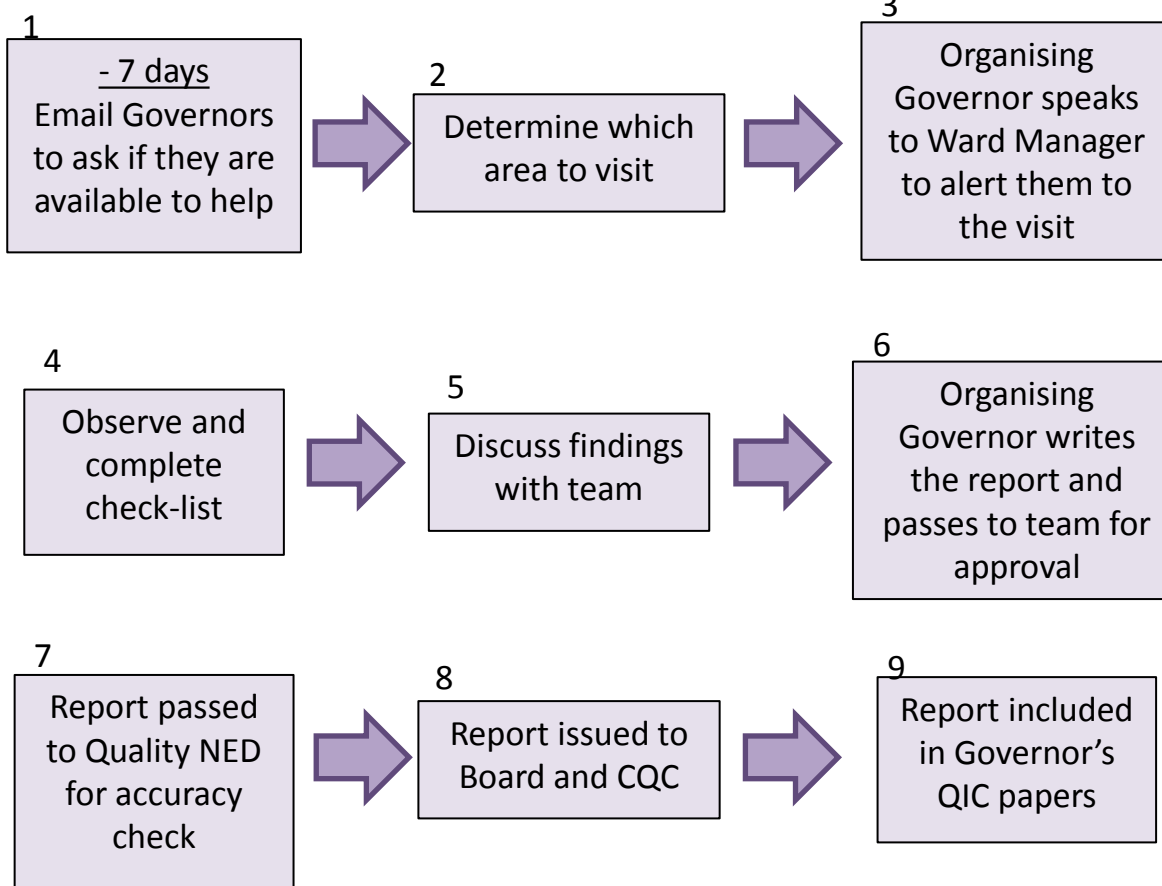 1
- 7 days
Email Governors
to ask if they are
available to help
2
Determine which
area to visit
3
Organising
Governor speaks
to Ward Manager
to alert them to
the visit
4
Observe and
complete
check-list
5
Discuss findings
with team
6
Organising
Governor writes
the report and
passes to team for
approval
7
Report passed
to Quality NED
for accuracy
check
8
Report issued to
Board and CQC
9
Report included
in Governor’s
QIC papers